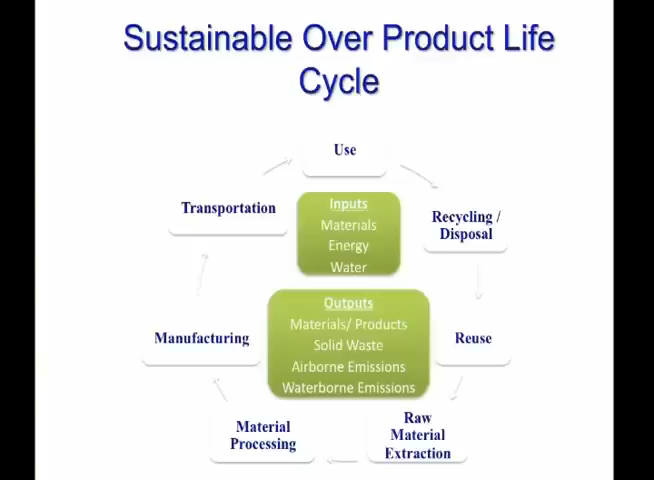 Sustainable Over Product Life
Cycle
Use
Transportation
Inputs
Materials
Energy
Water
Recycling /
Disposal
Manufacturing
Outputs
Materials/ Products
Solid Waste
Airborne Emissions
Waterborne Emissions
Reuse
Material
Processing
Raw
Material
Extraction